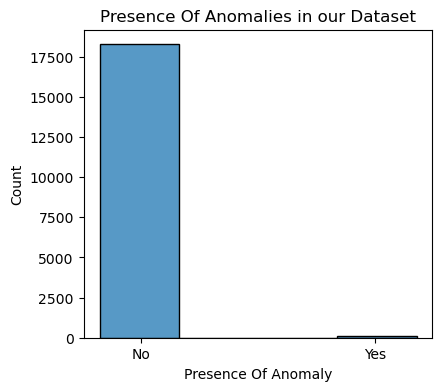 Presence Of Anomalies in our Dataset
17500
15000
12500
10000
7500
5000
2500
0
Count
No
Yes
Presence Of Anomaly